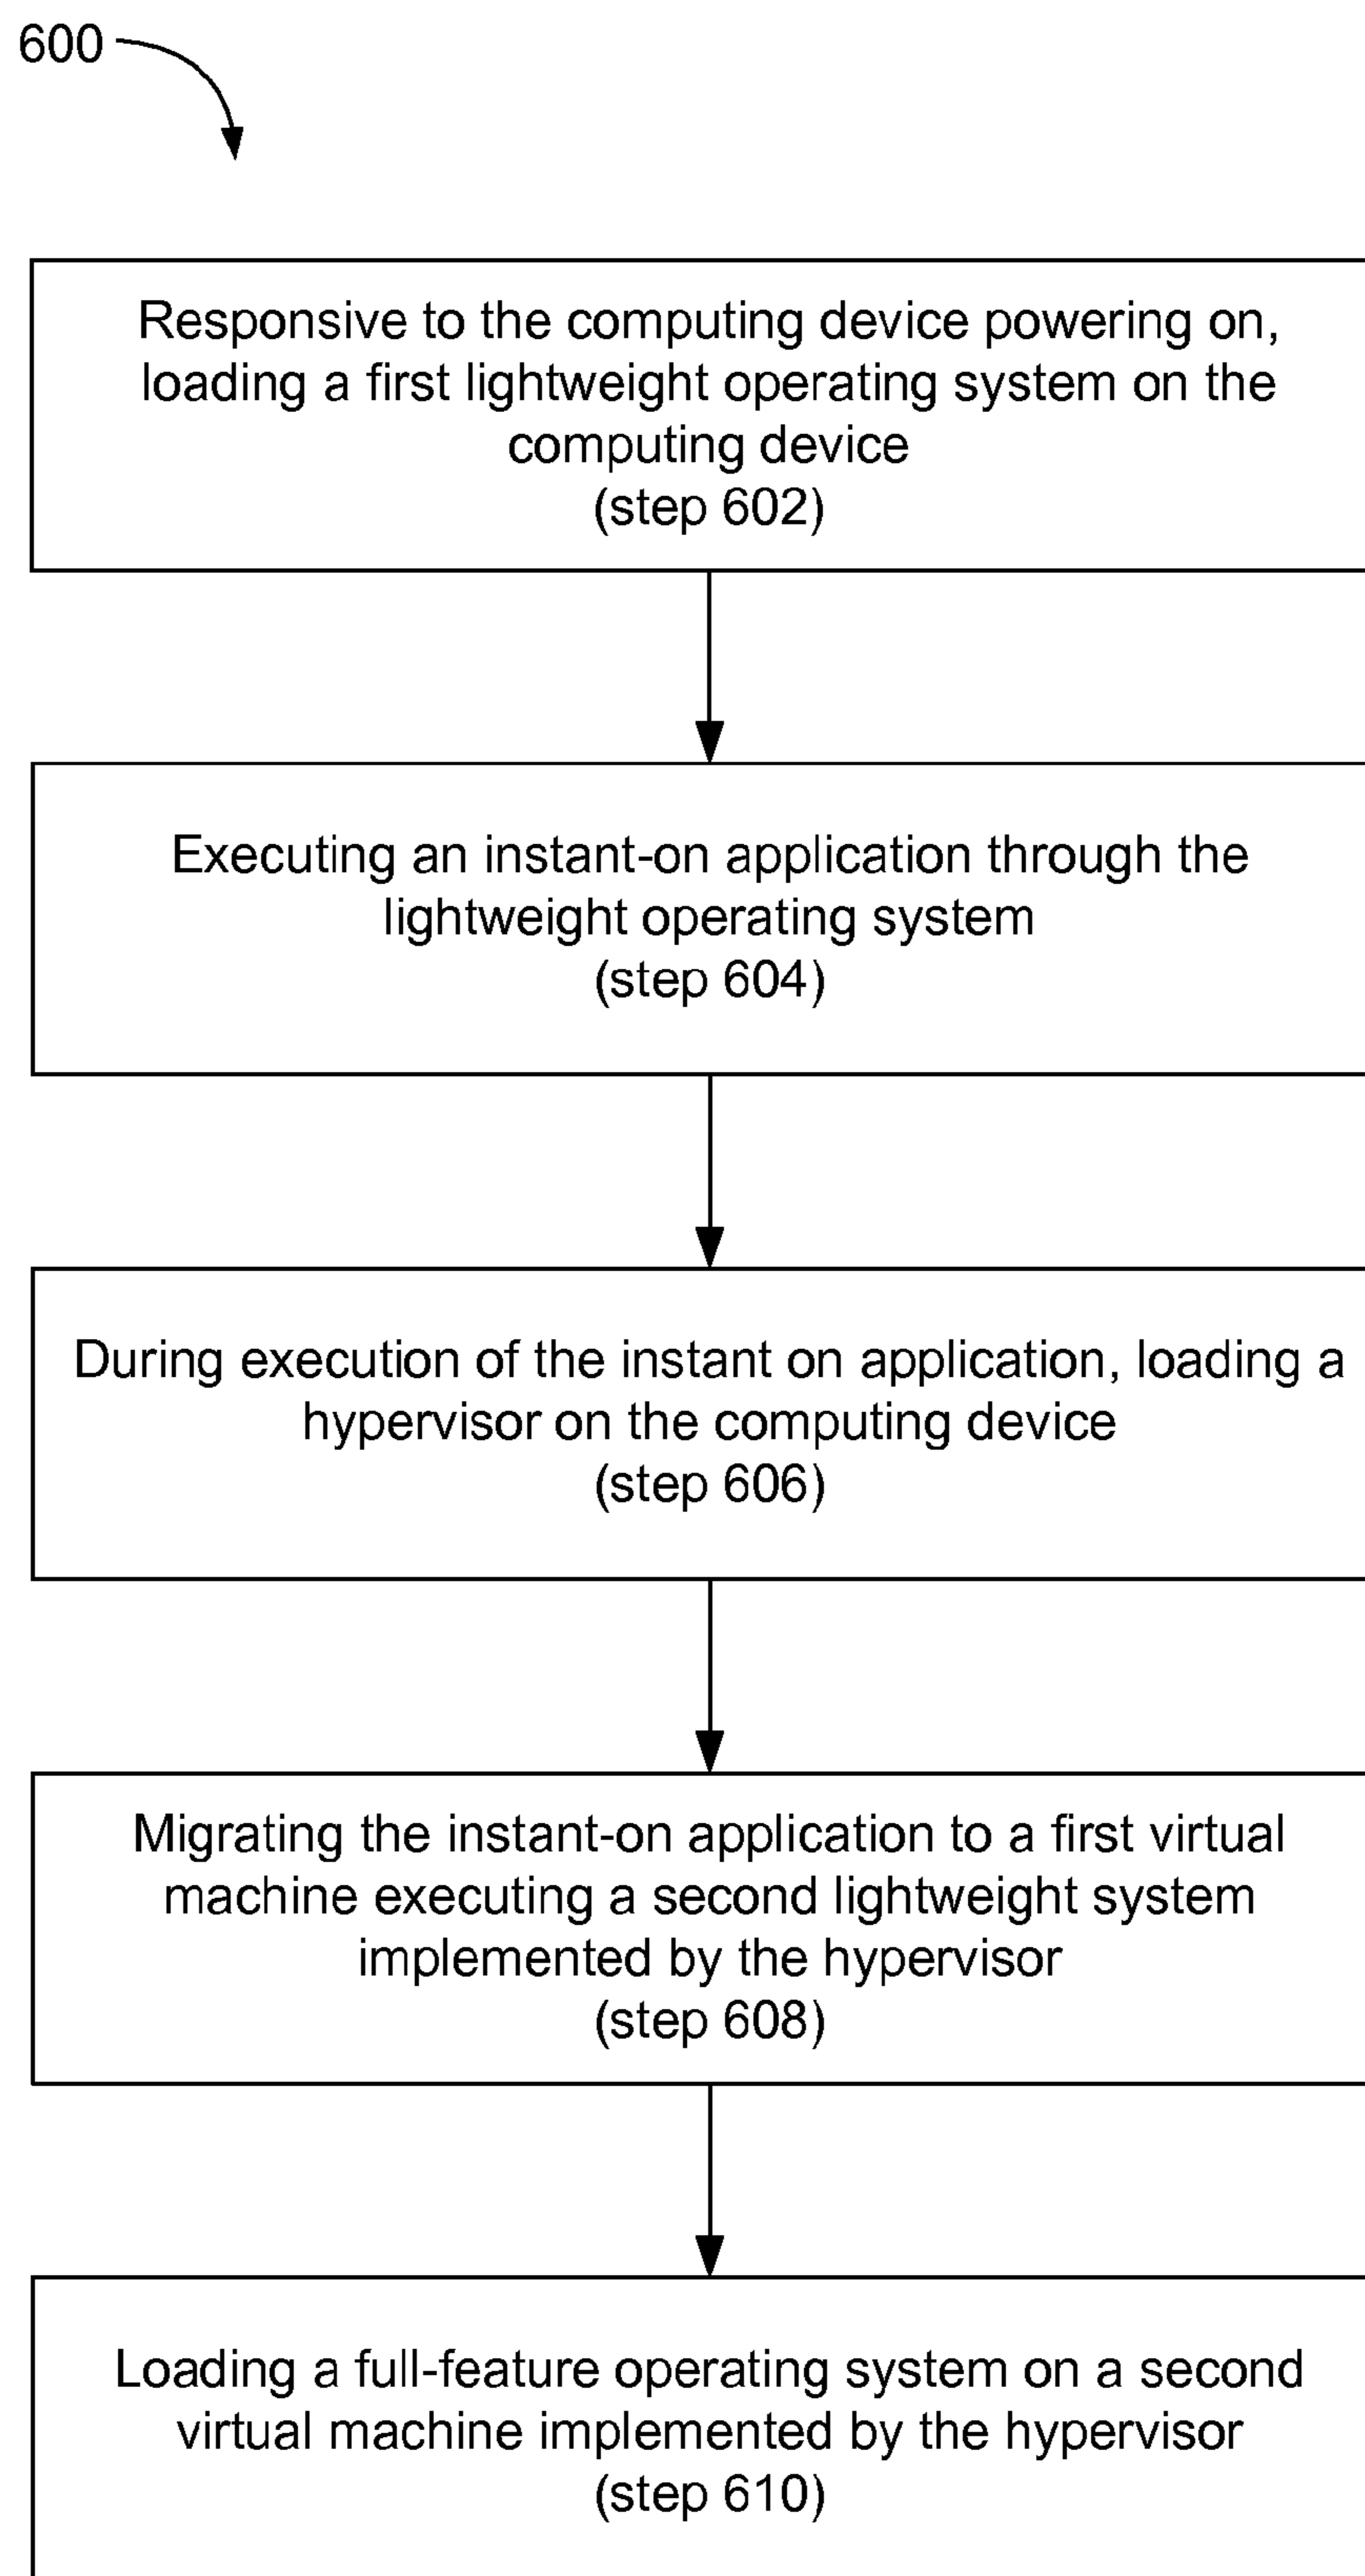 600
Responsive to the computing device powering on,
loading a first lightweight operating system on the
computing device
(step 602)
Executing an instant-on application through the
lightweight operating system
(step 604)
During execution of the instant on application, loading a
hypervisor on the computing device
(step 606)
Migrating the instant-on application to a first virtual
machine executing a second lightweight system
implemented by the hypervisor
(step 608)
Loading a full-feature operating system on a second
virtual machine implemented by the hypervisor
(step 610)